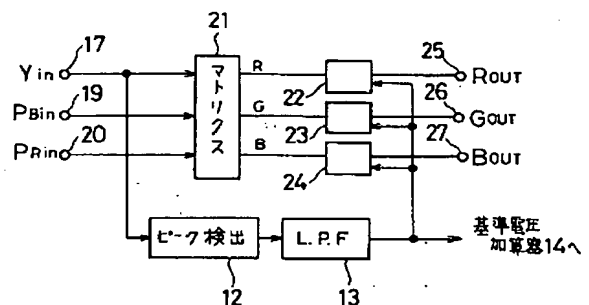 21
17
25
Yin
マトリクス
R
22
ROUT
19
26
PBin
G
23
GOUT
20
27
PRin
B
24
BOUT
ピーク検出
L.P.F
基準電圧
加算器14へ
12
13